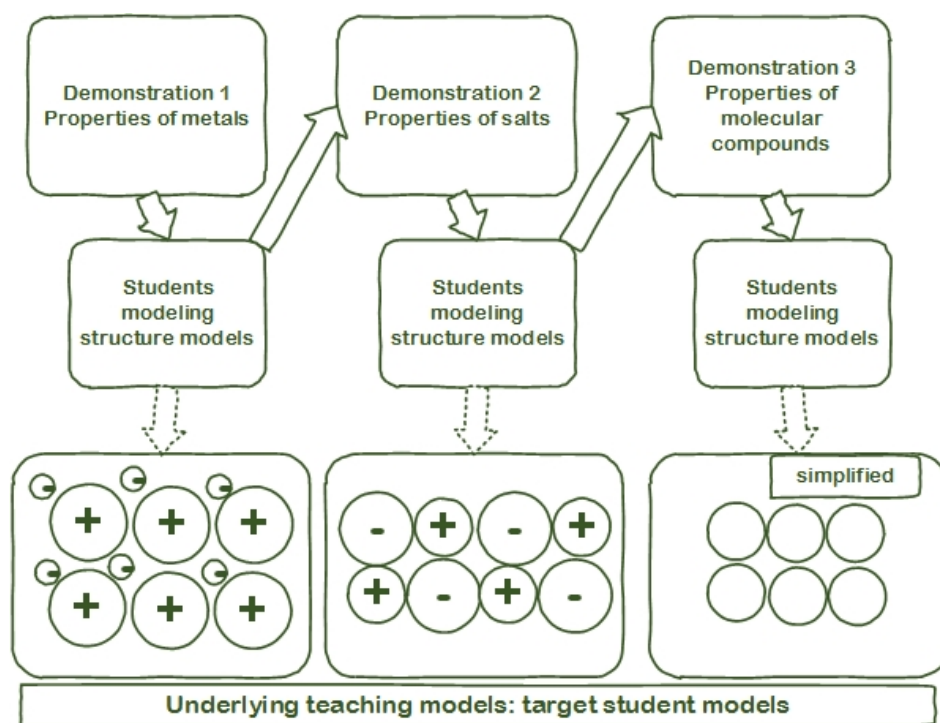 Demonstration 1
Properties of metals
Demonstration 2
Properties of salts
Demonstration 3
Properties of
molecular
compounds
Students
modeling
structure models
Students
modeling
structure models
Students
modeling
structure models
simplified
- - -
+ + +
- - -
+ + +
- + - +
+ - + -
Underlying teaching models: target student models